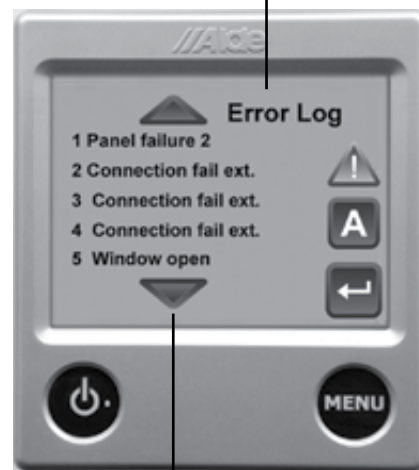 Alde
Error Log
1 Panel failure 2
2 Connection fail ext.
3 Connection fail ext.
4 Connection fail ext.
5 Window open
A
MENU